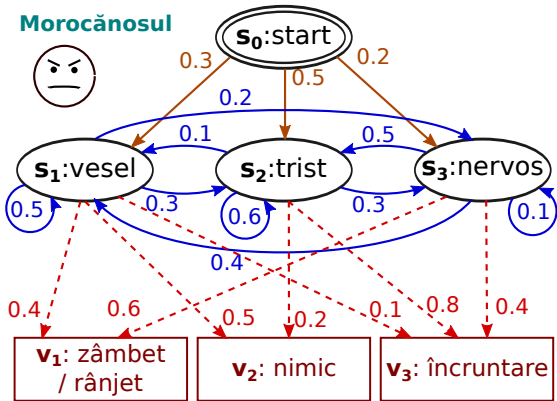 Morocănosul
s0:start
0.3
0.5
0.2
0.2
0.1
0.5
s1:vesel
s2:trist
s3:nervos
0.5
0.3
0.6
0.3
0.1
0.4
0.4
0.6
0.5
0.2
0.1
0.8
0.4
v1: zâmbet
/ rânjet
v2: nimic
v3: încruntare